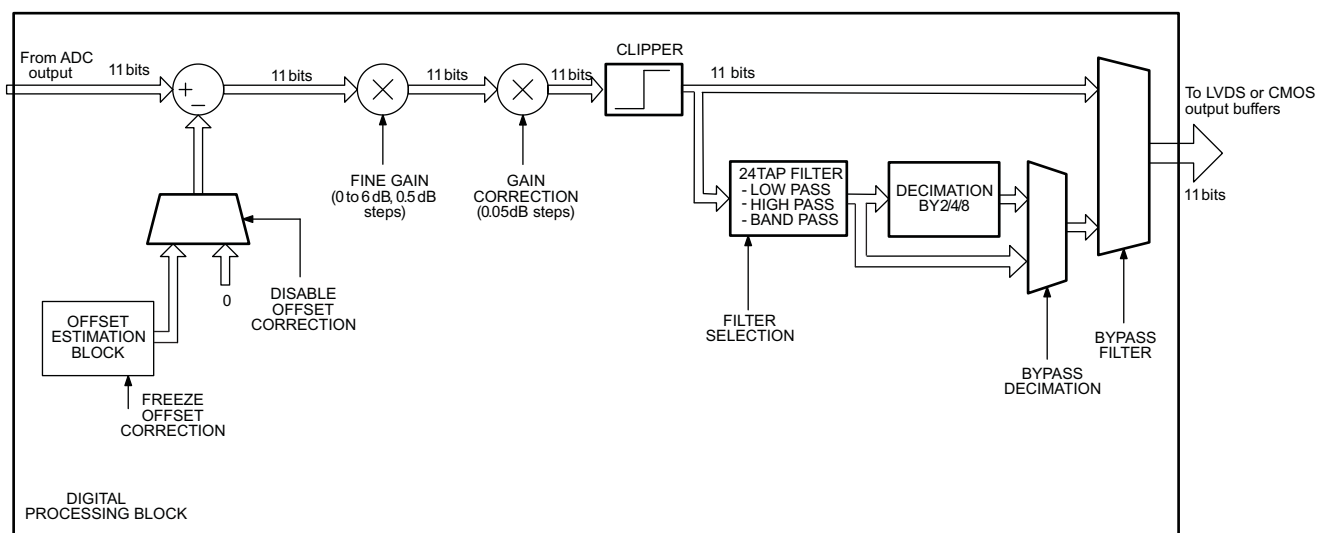 From ADC
output
11 bits
+
−
11 bits
11 bits
11 bits
CLIPPER
11 bits
To LVDS or CMOS
output buffers
11 bits
FINE GAIN
(0 to 6 dB, 0.5 dB
steps)
GAIN
CORRECTION
(0.05dB steps)
24TAP FILTER
- LOW PASS
- HIGH PASS
- BAND PASS
DECIMATION
BY2/4/8
0
DISABLE
OFFSET
CORRECTION
OFFSET
ESTIMATION
BLOCK
FREEZE
OFFSET
CORRECTION
FILTER
SELECTION
BYPASS
DECIMATION
BYPASS
FILTER
DIGITAL
PROCESSING BLOCK